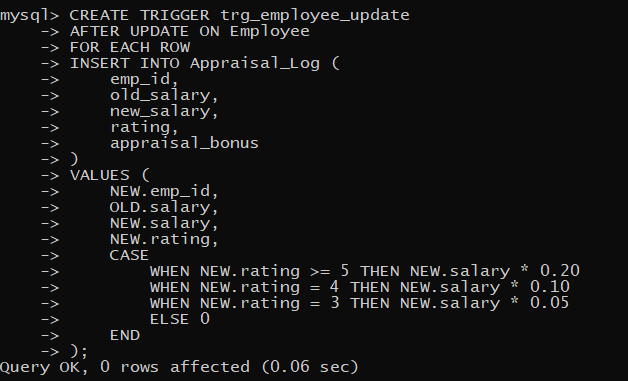 mysql> CREATE TRIGGER trg_employee_update
    -> AFTER UPDATE ON Employee
    -> FOR EACH ROW
    -> INSERT INTO Appraisal_Log (
    ->     emp_id,
    ->     old_salary,
    ->     new_salary,
    ->     rating,
    ->     appraisal_bonus
    -> )
    -> VALUES (
    ->     NEW.emp_id,
    ->     OLD.salary,
    ->     NEW.salary,
    ->     NEW.rating,
    ->     CASE
    ->         WHEN NEW.rating >= 5 THEN NEW.salary * 0.20
    ->         WHEN NEW.rating = 4 THEN NEW.salary * 0.10
    ->         WHEN NEW.rating = 3 THEN NEW.salary * 0.05
    ->         ELSE 0
    ->     END
    -> );
Query OK, 0 rows affected (0.06 sec)